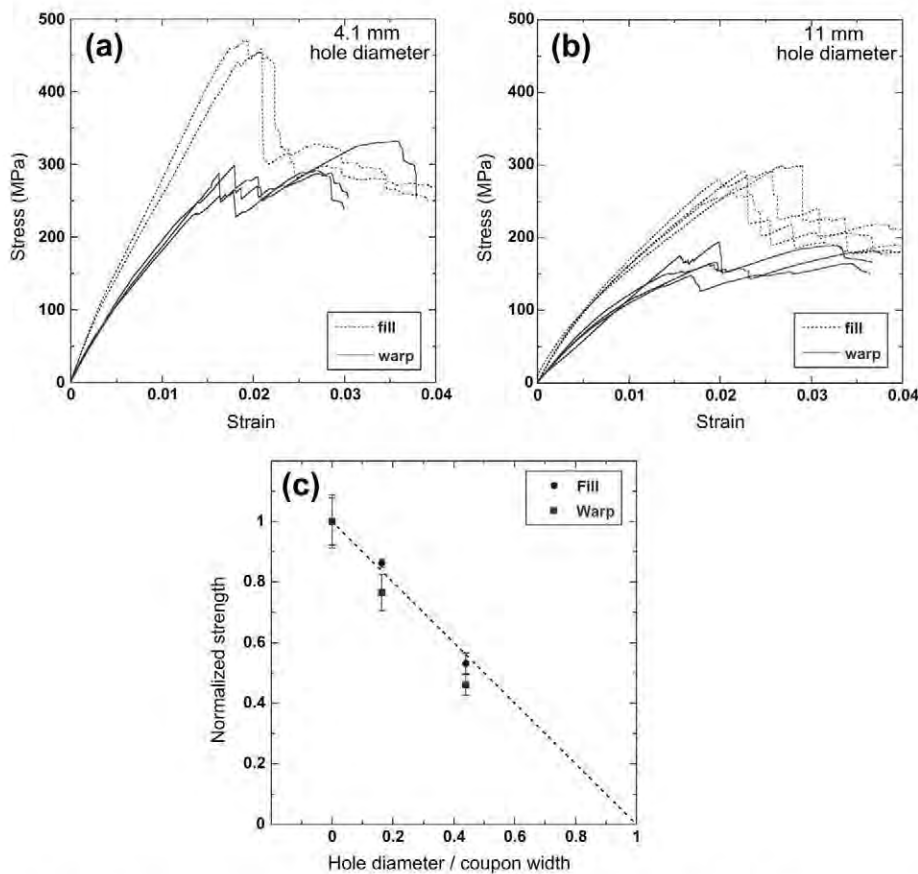 (a)
4.1 mm
hole diameter
500
400
300
200
100
0
Stress (MPa)
fill
warp
0
0.01
0.02
0.03
0.04
Strain
(b)
11 mm
hole diameter
500
400
300
200
100
0
Stress (MPa)
fill
warp
0
0.01
0.02
0.03
0.04
Strain
(c)
Fill
Warp
1
0.8
0.6
0.4
0.2
0
Normalized strength
0
0.2
0.4
0.6
0.8
1
Hole diameter / coupon width